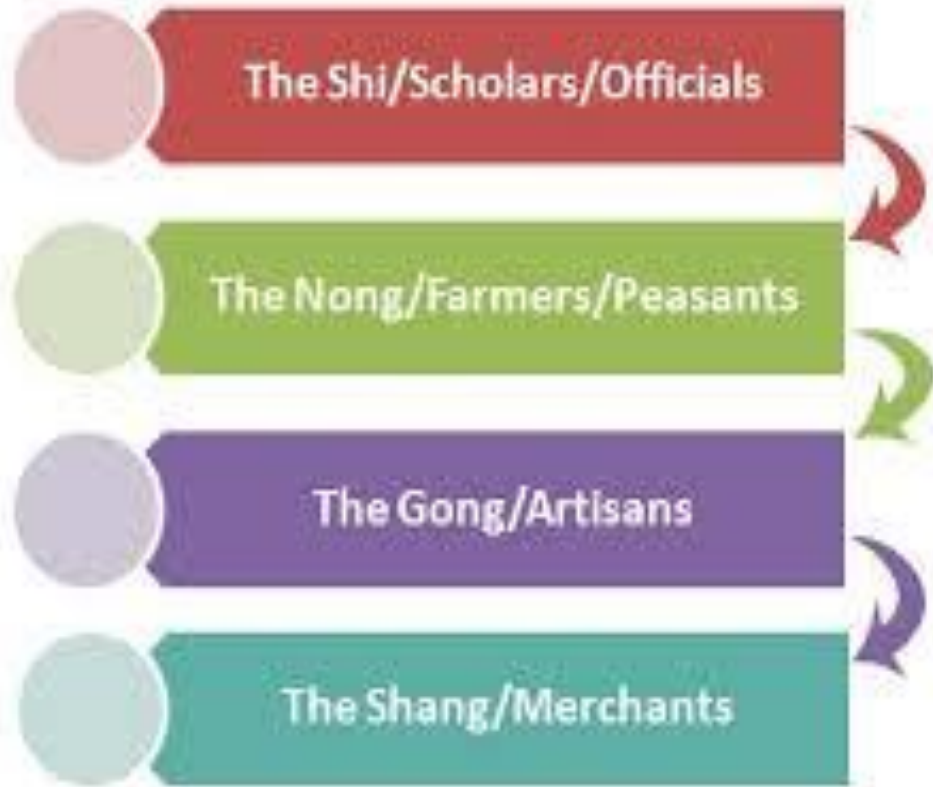 The Shi/Scholars/Officials
The Nong/Farmers/Peasants
The Gong/Artisans
The Shang/Merchants